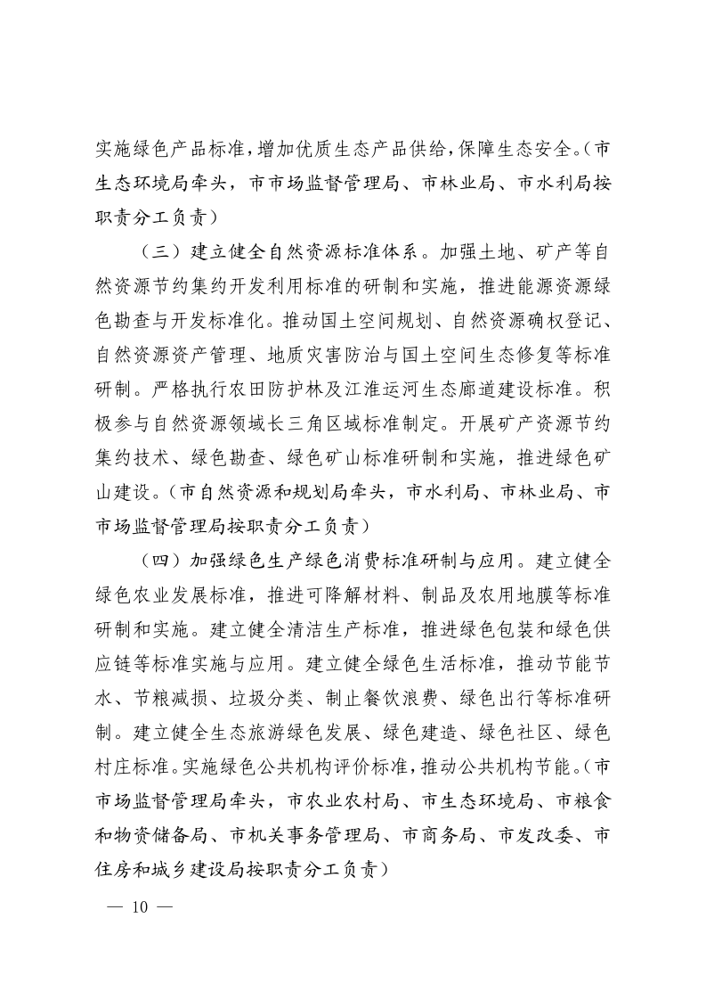 实施绿色产品标准，增加优质生态产品供给，保障生态安全。（市
生态环境局牵头，市市场监督管理局、市林业局、市水利局按
职责分工负责）
（三）建立健全自然资源标准体系。加强土地、矿产等自
然资源节约集约开发利用标准的研制和实施，推进能源资源绿
色勘查与开发标准化。推动国土空间规划、自然资源确权登记、
自然资源资产管理、地质灾害防治与国土空间生态修复等标准
研制。严格执行农田防护林及江淮运河生态廊道建设标准。积
极参与自然资源领域长三角区域标准制定。开展矿产资源节约
集约技术、绿色勘查、绿色矿山标准研制和实施，推进绿色矿
山建设。（市自然资源和规划局牵头，市水利局、市林业局、市
市场监督管理局按职责分工负责）
（四）加强绿色生产绿色消费标准研制与应用。建立健全
绿色农业发展标准，推进可降解材料、制品及农用地膜等标准
研制和实施。建立健全清洁生产标准，推进绿色包装和绿色供
应链等标准实施与应用。建立健全绿色生活标准，推动节能节
水、节粮减损、垃圾分类、制止餐饮浪费、绿色出行等标准研
制。建立健全生态旅游绿色发展、绿色建造、绿色社区、绿色
村庄标准。实施绿色公共机构评价标准，推动公共机构节能。（市
市场监督管理局牵头，市农业农村局、市生态环境局、市粮食
和物资储备局、市机关事务管理局、市商务局、市发改委、市
住房和城乡建设局按职责分工负责）
— 10 —